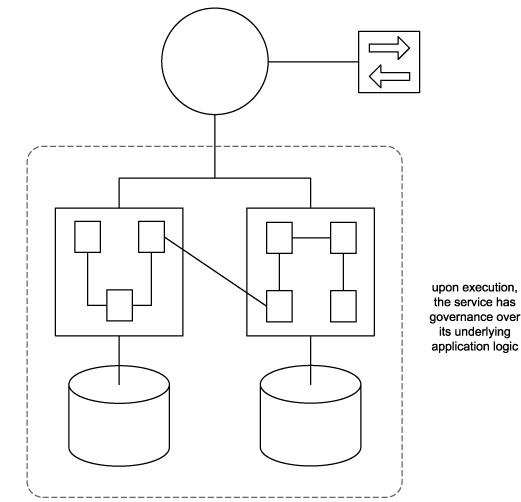 upon execution,
the service has
governance over
its underlying
application logic